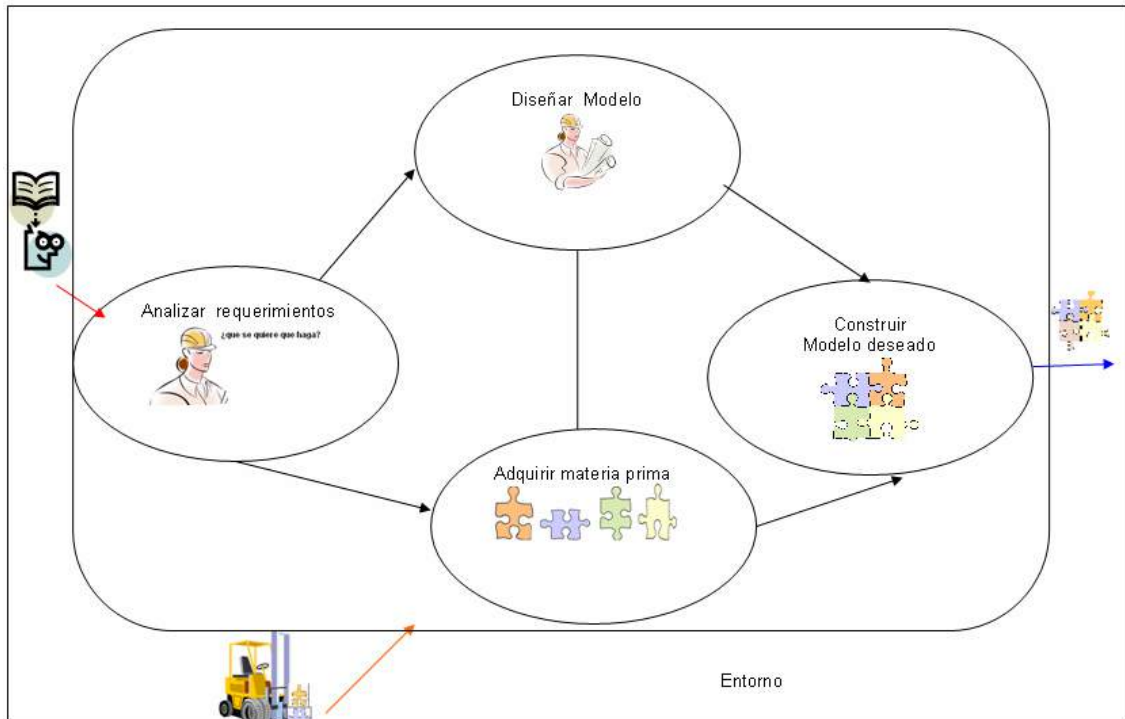 Diseñar Modelo
Analizar requerimientos
¿que se quiere que haga?
Construir
Modelo deseado
Adquirir materia prima
Entorno